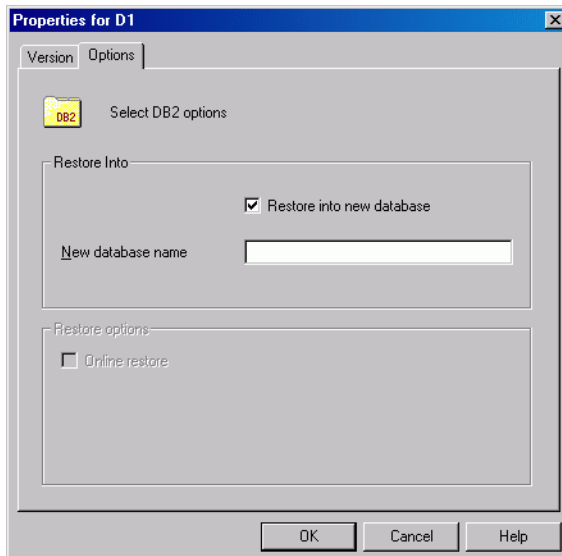 Properties for D1
Version
Options
DB2
Select DB2 options
Restore Into
Restore into new database
New database name
Restore options
Online restore
OK
Cancel
Help